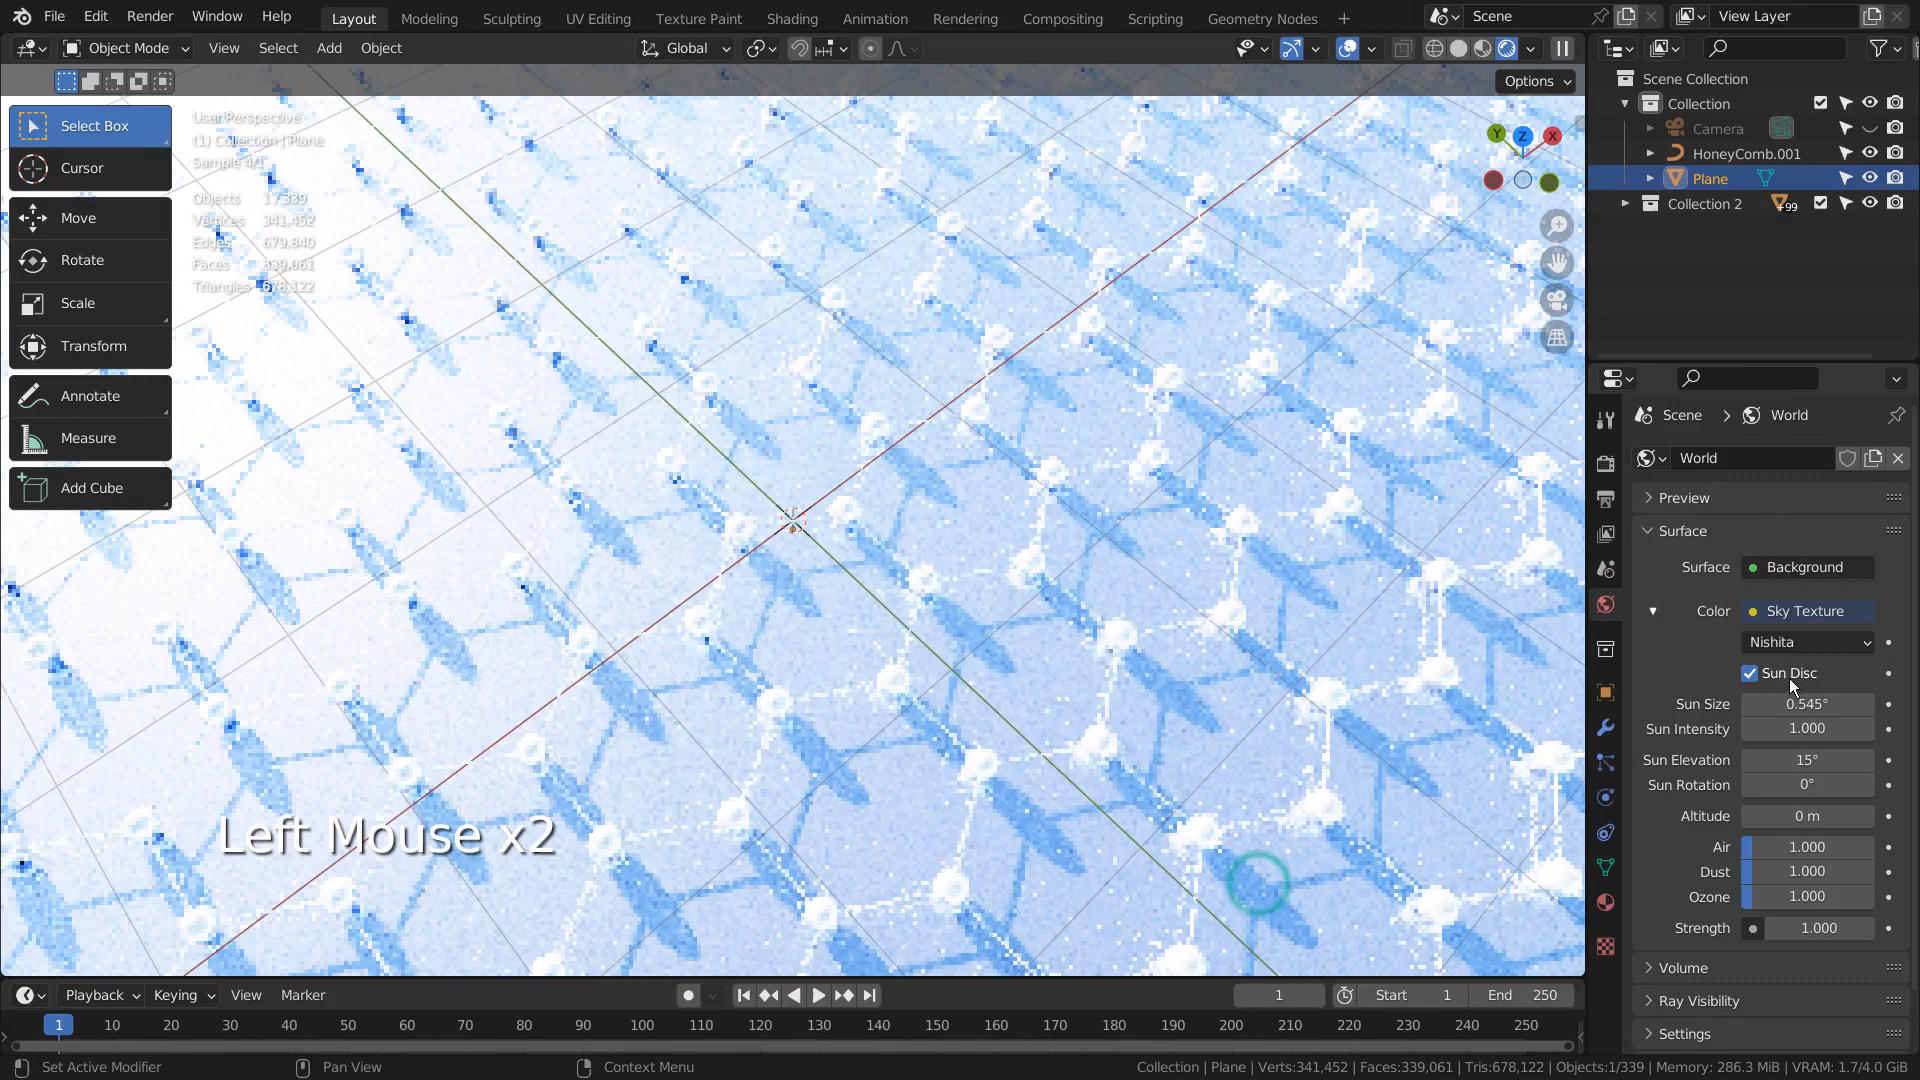 File Edit Render Window Help Layout Modeling Sculpting UV Editing Texture Paint Shading Animation Rendering Compositing Scripting Geometry Nodes Scene View Layer
Object Mode View Select Add Object Global
Options
Select Box
Cursor
Move
Rotate
Scale
Transform
Annotate
Measure
Add Cube
User Perspective
(1) Collection | Plane
Sample 4/1
Objects 1/339
Vertices 341,452
Edges 679,840
Faces 339,061
Triangles 678,122
Y Z X
Left Mouse x2
Scene Collection
Collection
Camera
HoneyComb.001
Plane
Collection 2 +99
Scene > World
World
Preview
Surface
Surface Background
Color Sky Texture
Nishita
Sun Disc
Sun Size 0.545°
Sun Intensity 1.000
Sun Elevation 15°
Sun Rotation 0°
Altitude 0 m
Air 1.000
Dust 1.000
Ozone 1.000
Strength 1.000
Volume
Ray Visibility
Settings
Playback Keying View Marker 1 Start 1 End 250
1 10 20 30 40 50 60 70 80 90 100 110 120 130 140 150 160 170 180 190 200 210 220 230 240 250
Set Active Modifier Pan View Context Menu Collection | Plane | Verts:341,452 | Faces:339,061 | Tris:678,122 | Objects:1/339 | Memory: 286.3 MiB | VRAM: 1.7/4.0 GiB